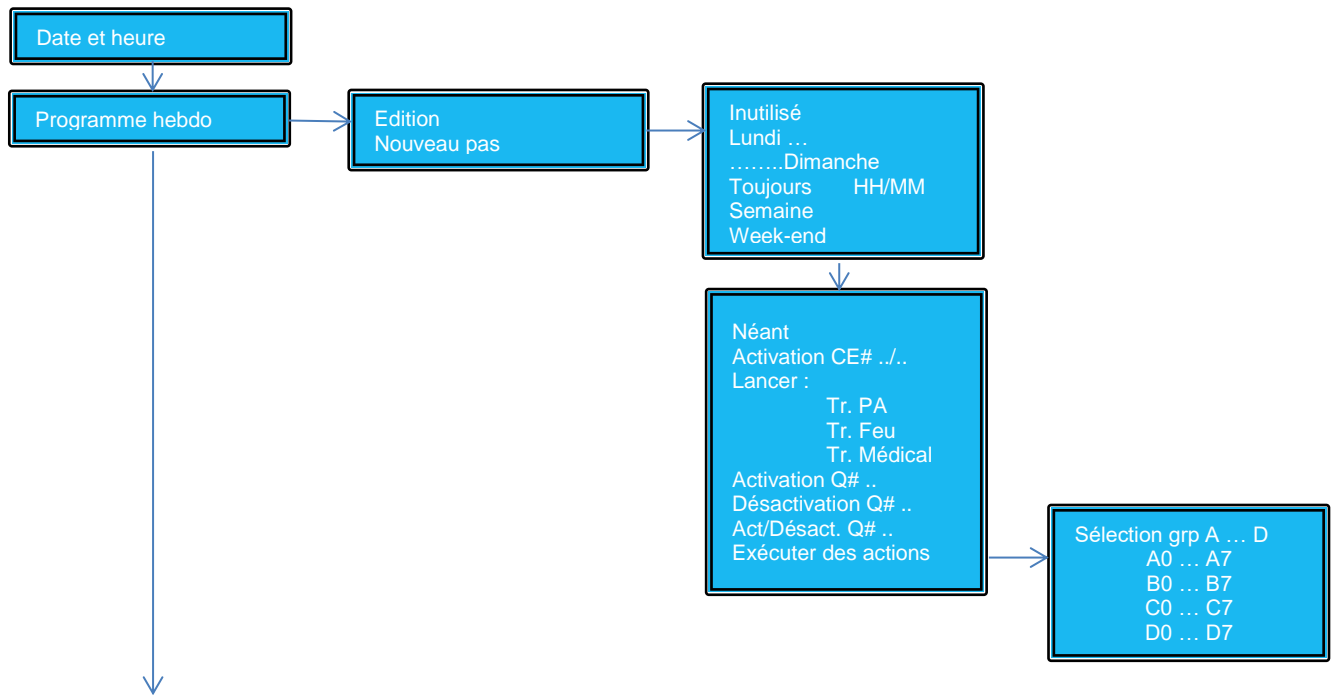 Date et heure
Programme hebdo
Edition
Nouveau pas
Inutilisé
Lundi …
……..Dimanche
Toujours HH/MM
Semaine
Week-end
Néant
Activation CE# ../..
Lancer :
Tr. PA
Tr. Feu
Tr. Médical
Activation Q# ..
Désactivation Q# ..
Act/Désact. Q# ..
Exécuter des actions
Sélection grp A … D
A0 … A7
B0 … B7
C0 … C7
D0 … D7